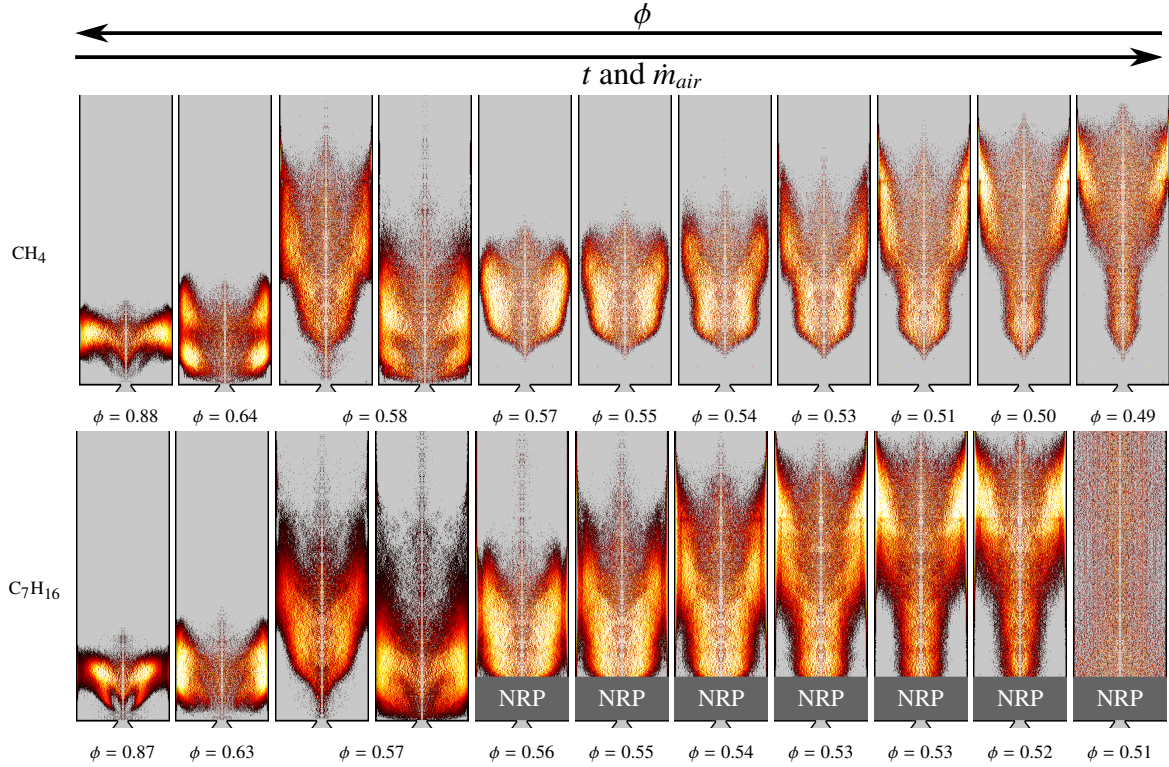 ϕ
t and ṁ_air
CH₄
ϕ = 0.88 ϕ = 0.64 ϕ = 0.58 ϕ = 0.57 ϕ = 0.55 ϕ = 0.54 ϕ = 0.53 ϕ = 0.51 ϕ = 0.50 ϕ = 0.49
C₇H₁₆
NRP NRP NRP NRP NRP NRP NRP
ϕ = 0.87 ϕ = 0.63 ϕ = 0.57 ϕ = 0.56 ϕ = 0.55 ϕ = 0.54 ϕ = 0.53 ϕ = 0.53 ϕ = 0.52 ϕ = 0.51